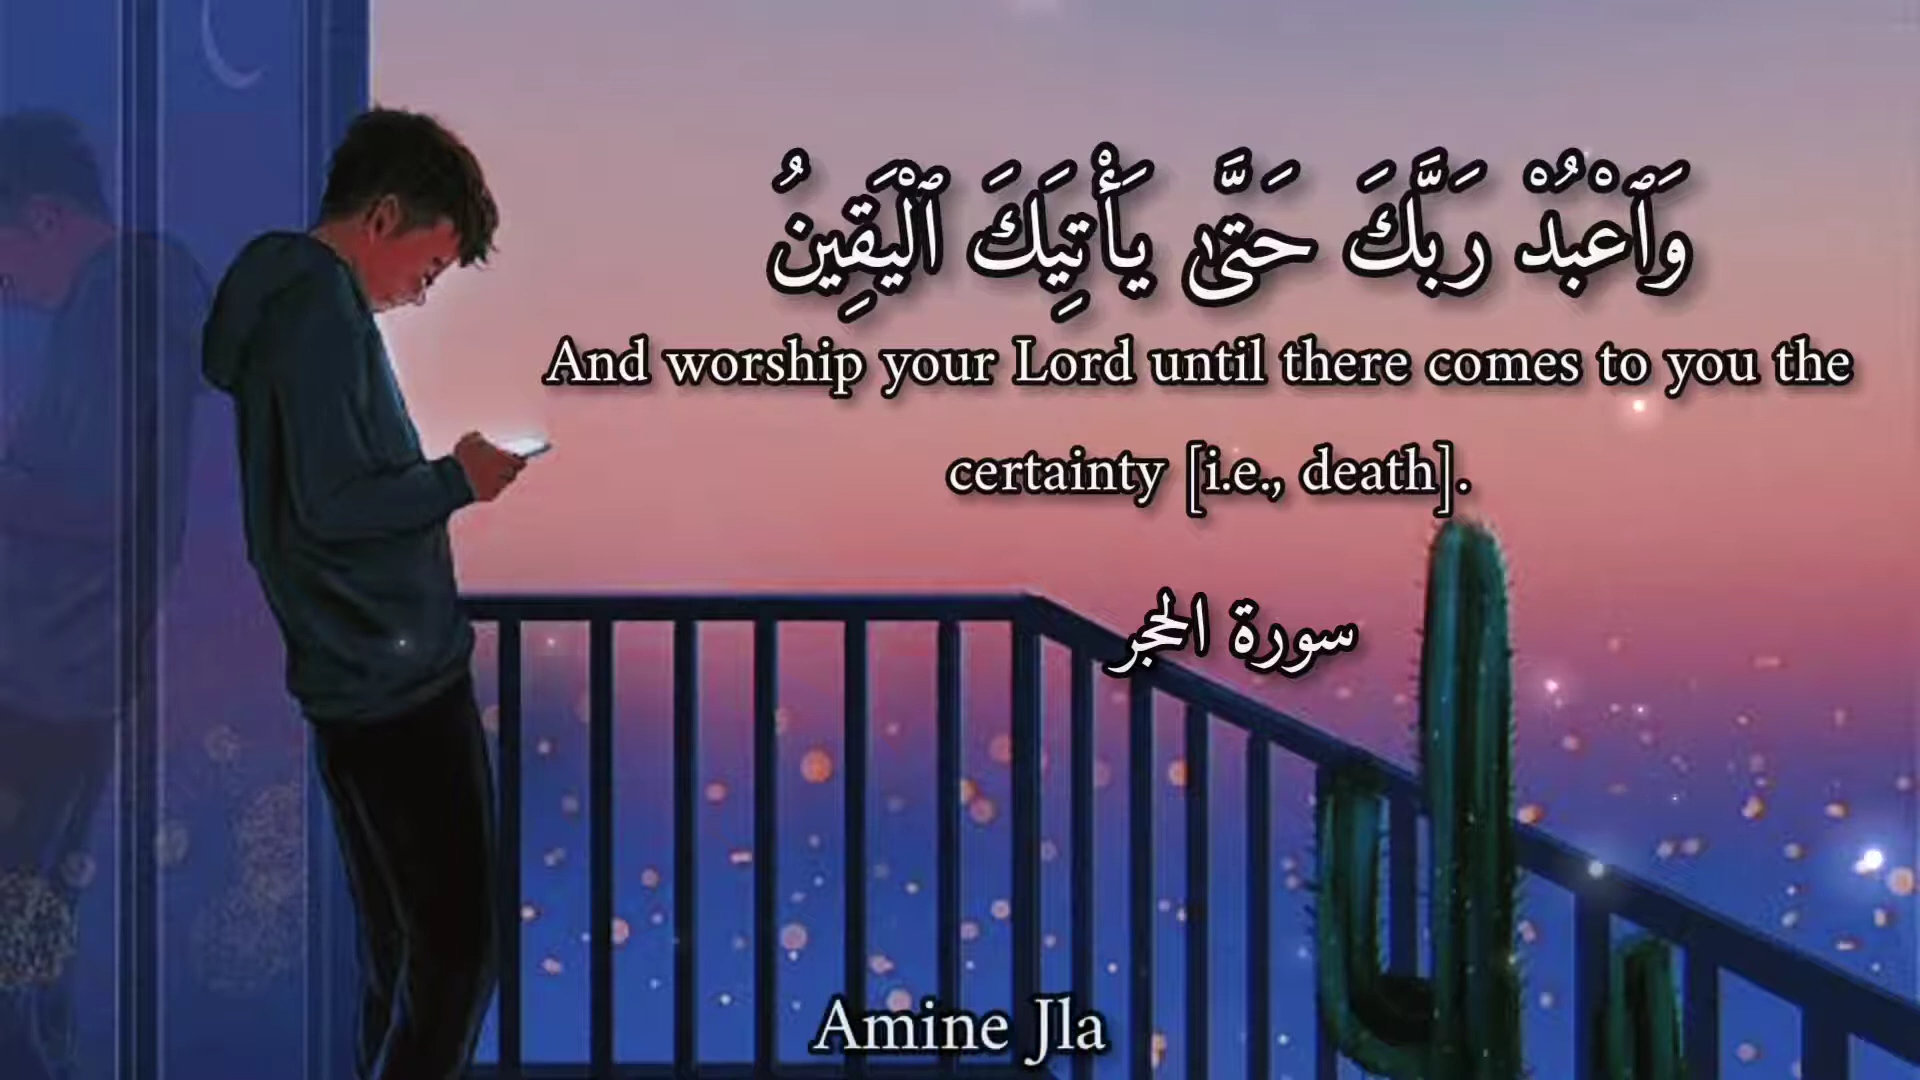 وَٱعْبُدْ رَبَّكَ حَتَّىٰ يَأْتِيَكَ ٱلْيَقِينُ
And worship your Lord until there comes to you the
certainty [i.e., death].
سورة الحجر
Amine Jla